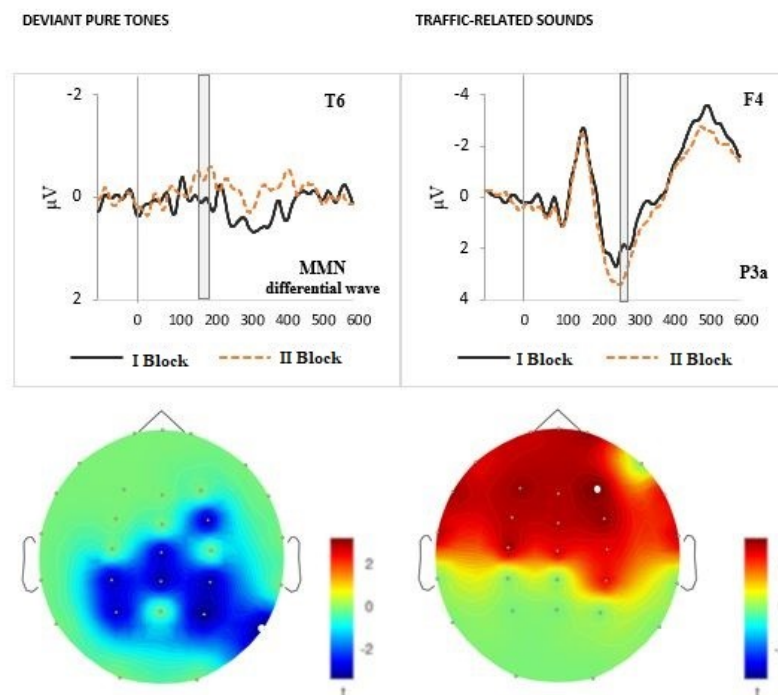 DEVIANT PURE TONES
TRAFFIC-RELATED SOUNDS
-2
T6
µV
0
MMN
differential wave
2
0 100 200 300 400 500 600
I Block II Block
-4
F4
-2
µV
0
2
P3a
4
0 100 200 300 400 500 600
I Block II Block
2
0
-2
t
-
t